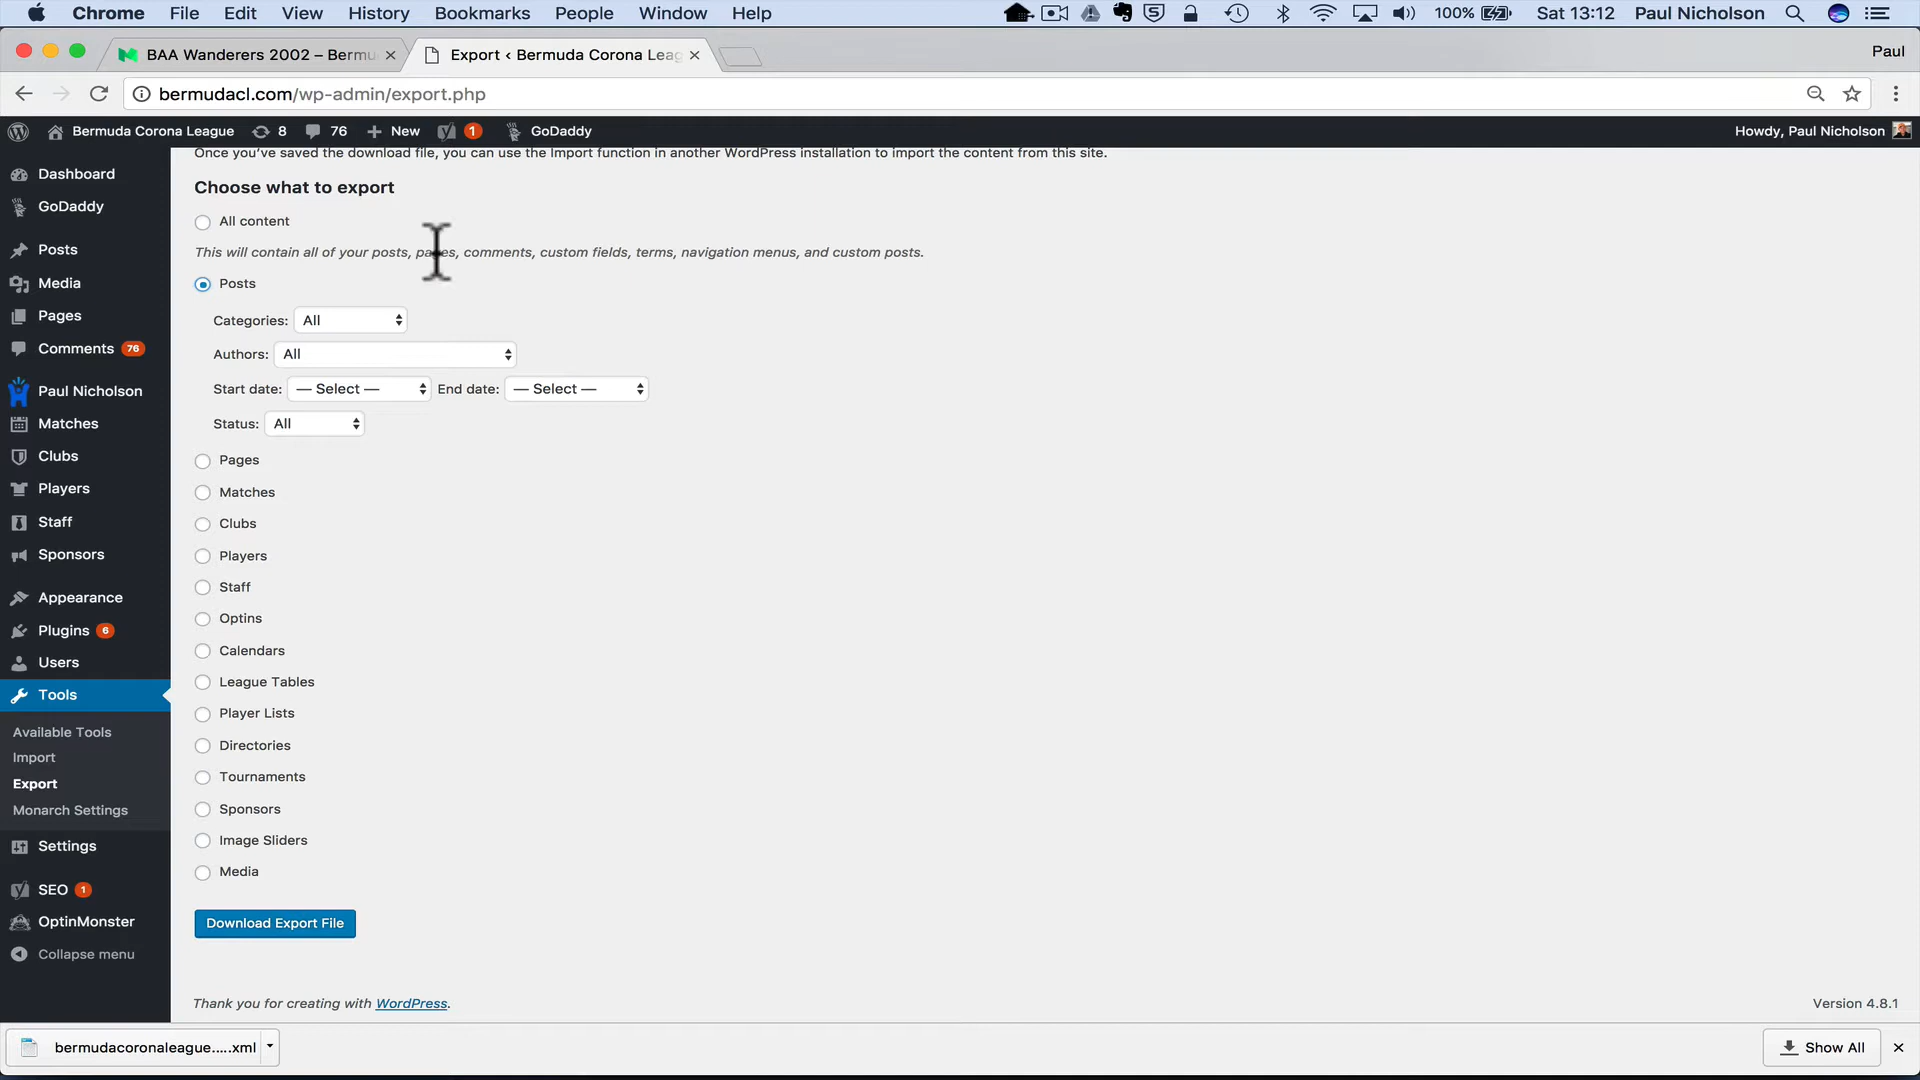 Chrome File Edit View History Bookmarks People Window Help 100% Sat 13:12 Paul Nicholson
BAA Wanderers 2002 – Bermu Export ‹ Bermuda Corona Leag Paul
bermudacl.com/wp-admin/export.php
Bermuda Corona League 8 76 New 1 GoDaddy Howdy, Paul Nicholson
Once you've saved the download file, you can use the Import function in another WordPress installation to import the content from this site.
Choose what to export
All content
This will contain all of your posts, pages, comments, custom fields, terms, navigation menus, and custom posts.
Posts
Categories: All
Authors: All
Start date: — Select — End date: — Select —
Status: All
Pages
Matches
Clubs
Players
Staff
Optins
Calendars
League Tables
Player Lists
Directories
Tournaments
Sponsors
Image Sliders
Media
Download Export File
Thank you for creating with WordPress.
Version 4.8.1
Dashboard
GoDaddy
Posts
Media
Pages
Comments 76
Paul Nicholson
Matches
Clubs
Players
Staff
Sponsors
Appearance
Plugins 6
Users
Tools
Available Tools
Import
Export
Monarch Settings
Settings
SEO 1
OptinMonster
Collapse menu
bermudacoronaleague.....xml Show All